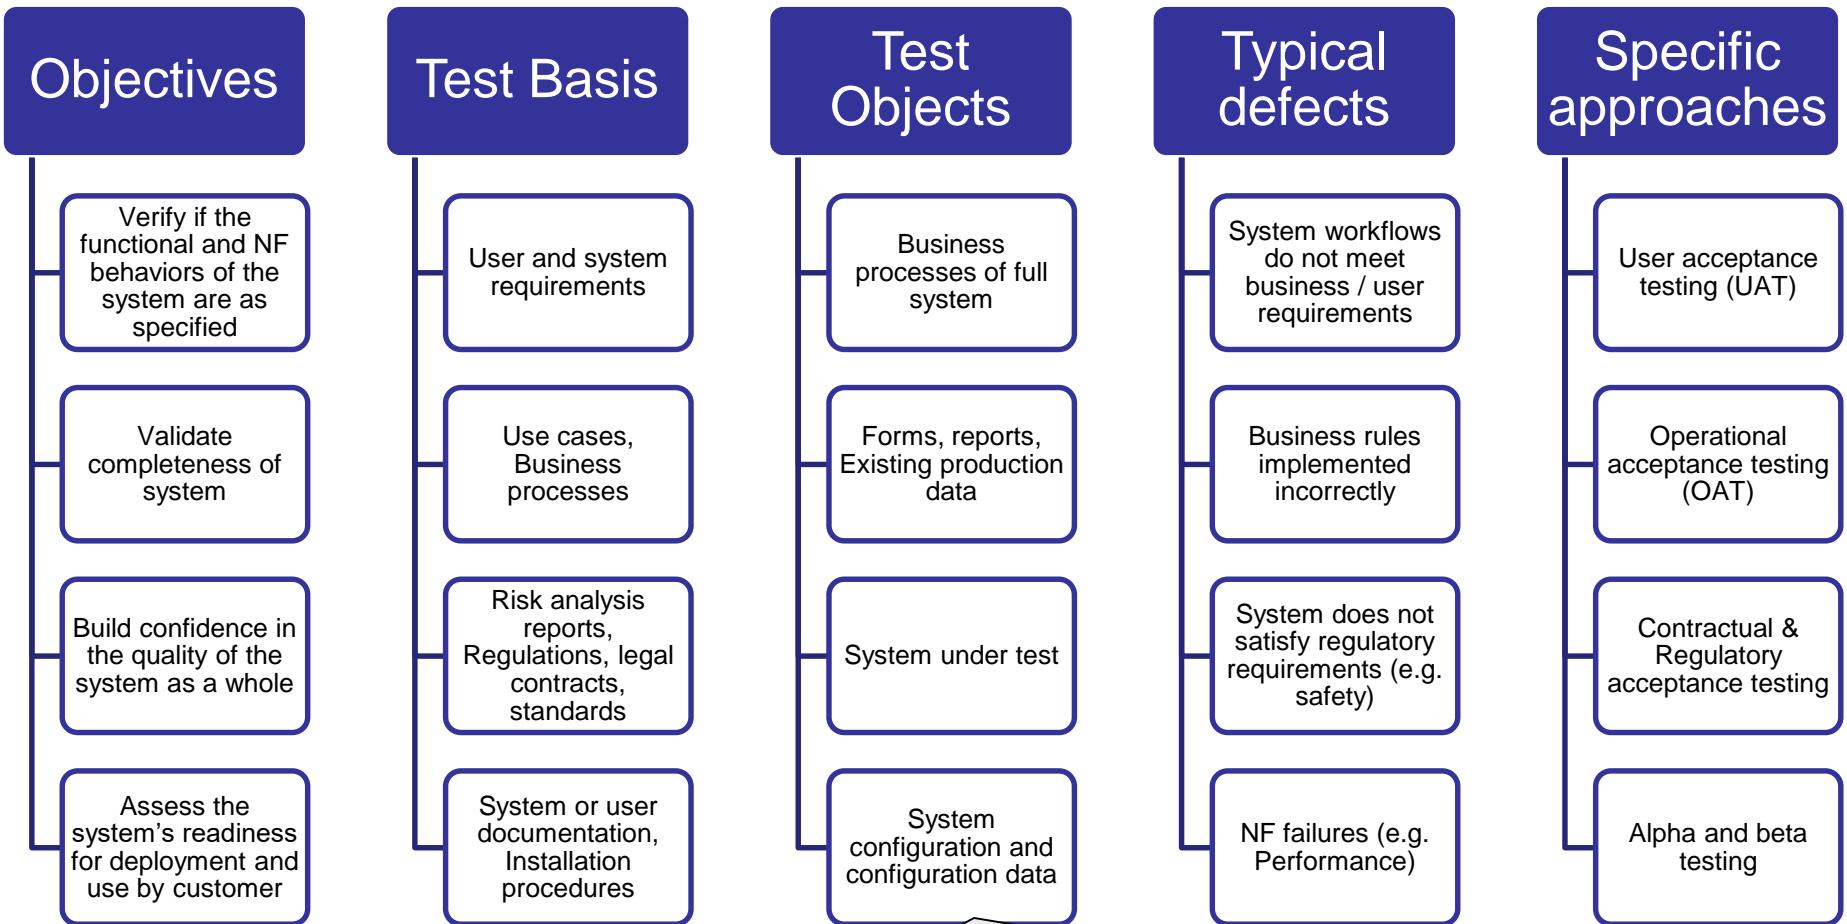 Objectives
Verify if the
functional and NF
behaviors of the
system are as
specified
Validate
completeness of
system
Build confidence in
the quality of the
system as a whole
Assess the
system’s readiness
for deployment and
use by customer
Test Basis
User and system
requirements
Use cases,
Business
processes
Risk analysis
reports,
Regulations, legal
contracts,
standards
System or user
documentation,
Installation
procedures
Test
Objects
Business
processes of full
system
Forms, reports,
Existing production
data
System under test
System
configuration and
configuration data
Typical
defects
System workflows
do not meet
business / user
requirements
Business rules
implemented
incorrectly
System does not
satisfy regulatory
requirements (e.g.
safety)
NF failures (e.g.
Performance)
Specific
approaches
User acceptance
testing (UAT)
Operational
acceptance testing
(OAT)
Contractual &
Regulatory
acceptance testing
Alpha and beta
testing